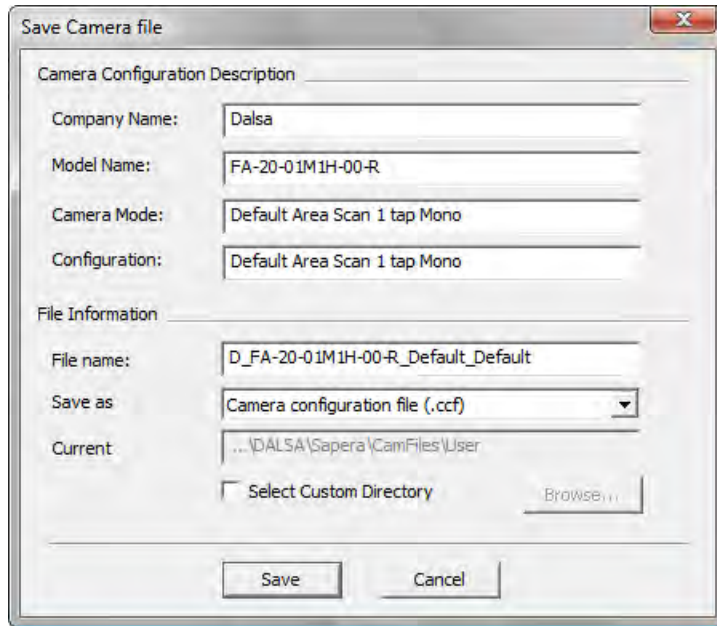 Save Camera file
Camera Configuration Description
Company Name: Dalsa
Model Name: FA-20-01M1H-00-R
Camera Mode: Default Area Scan 1 tap Mono
Configuration: Default Area Scan 1 tap Mono
File Information
File name: D_FA-20-01M1H-00-R_Default_Default
Save as Camera configuration file (.ccf)
Current ...\DALSA\Sapera\CamFiles\User
Select Custom Directory Browse...
Save Cancel